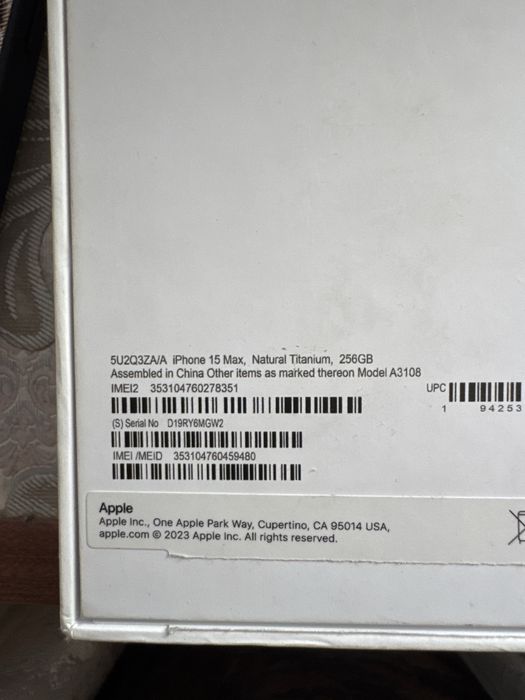 5U2Q3ZA/A iPhone 15 Max, Natural Titanium, 256GB
Assembled in China Other items as marked thereon Model A3108
IMEI2 353104760278351
UPC
1 94253
(S) Serial No D19RY6MGW2
IMEI /MEID 353104760459480
Apple
Apple Inc., One Apple Park Way, Cupertino, CA 95014 USA,
apple.com © 2023 Apple Inc. All rights reserved.